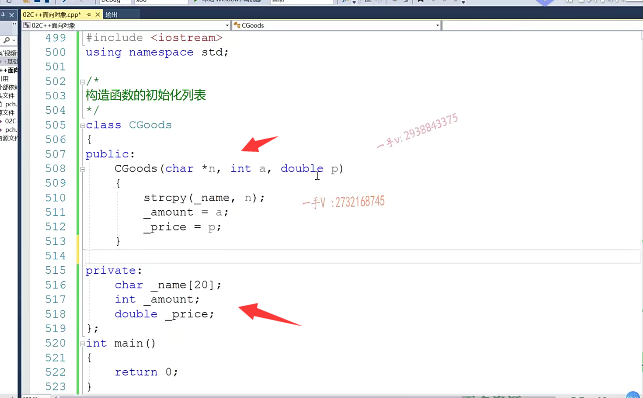 02C++面向对象.cpp*
输出
02C++面向对象
CGoods
499 #include <iostream>
500 using namespace std;
501
502 /*
503 构造函数的初始化列表
504 */
505 class CGoods
506 {
507 public:
508 CGoods(char *n, int a, double p)
509 {
510 strcpy(_name, n);
511 _amount = a;
512 _price = p;
513 }
514
515 private:
516 char _name[20];
517 int _amount;
518 double _price;
519 };
520 int main()
521 {
522 return 0;
523 }
一手v: 2938843375
一手V :2732168745